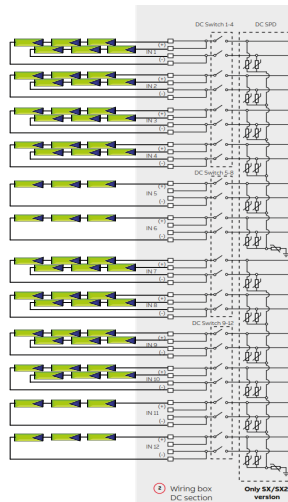 DC Switch 1-4 DC SPD
(+)
IN 1
(-)
(+)
IN 2
(-)
(+)
IN 3
(-)
(+)
IN 4
(-)
DC Switch 5-8
(+)
IN 5
(-)
(+)
IN 6
(-)
(+)
IN 7
(-)
(+)
IN 8
(-)
DC Switch 9-12
(+)
IN 9
(-)
(+)
IN 10
(-)
(+)
IN 11
(-)
(+)
IN 12
(-)
2 Wiring box
DC section
Only SX/SX2
version